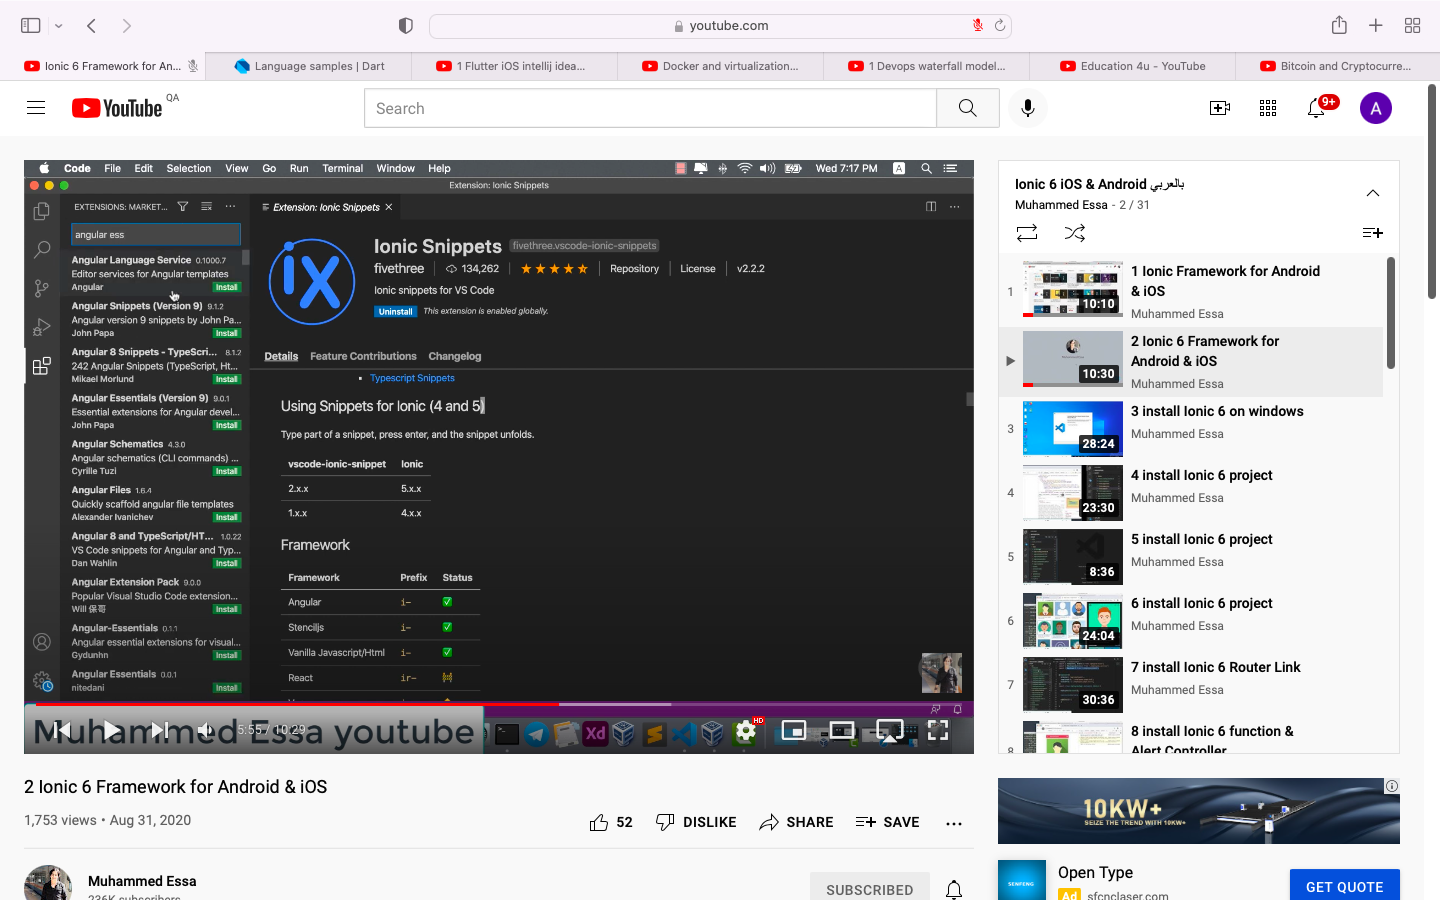 youtube.com
Ionic 6 Framework for An...
Language samples | Dart
1 Flutter iOS intellij idea...
Docker and virtualization...
1 Devops waterfall model...
Education 4u - YouTube
Bitcoin and Cryptocurre...
YouTube QA
Search
9+
A
Code File Edit Selection View Go Run Terminal Window Help
Wed 7:17 PM
A
Extension: Ionic Snippets
EXTENSIONS: MARKET...
Extension: Ionic Snippets
angular ess
Angular Language Service 0.1000.7
Editor services for Angular templates
Angular Install
Angular Snippets (Version 9) 9.1.2
Angular version 9 snippets by John Pa...
John Papa Install
Angular 8 Snippets - TypeScri... 8.1.2
242 Angular Snippets (TypeScript, Ht...
Mikael Morlund Install
Angular Essentials (Version 9) 9.0.1
Essential extensions for Angular devel...
John Papa Install
Angular Schematics 4.3.0
Angular schematics (CLI commands) ...
Cyrille Tuzi Install
Angular Files 1.6.4
Quickly scaffold angular file templates
Alexander Ivanichev Install
Angular 8 and TypeScript/HT... 1.0.22
VS Code snippets for Angular and Typ...
Dan Wahlin Install
Angular Extension Pack 9.0.0
Popular Visual Studio Code extension...
Will 保哥 Install
Angular-Essentials 0.1.1
Angular essential extensions for visual...
Gydunhn Install
Angular Essentials 0.0.1
nitedani Install
iX
Ionic Snippets fivethree.vscode-ionic-snippets
fivethree 134,262 Repository License v2.2.2
Ionic snippets for VS Code
Uninstall This extension is enabled globally.
Details Feature Contributions Changelog
Typescript Snippets
Using Snippets for Ionic (4 and 5)
Type part of a snippet, press enter, and the snippet unfolds.
vscode-ionic-snippet Ionic
2.x.x 5.x.x
1.x.x 4.x.x
Framework
Framework Prefix Status
Angular i-
Stenciljs i-
Vanilla Javascript/Html i-
React ir-
Muhammed Essa youtube
5:55 / 10:29
Xd
HD
2 Ionic 6 Framework for Android & iOS
1,753 views • Aug 31, 2020
52 DISLIKE SHARE SAVE
Muhammed Essa
236K subscribers
SUBSCRIBED
Ionic 6 iOS & Android بالعربي
Muhammed Essa - 2 / 31
1
10:10
1 Ionic Framework for Android
& iOS
Muhammed Essa
10:30
2 Ionic 6 Framework for
Android & iOS
Muhammed Essa
3
28:24
3 install Ionic 6 on windows
Muhammed Essa
4
23:30
4 install Ionic 6 project
Muhammed Essa
5
8:36
5 install Ionic 6 project
Muhammed Essa
6
24:04
6 install Ionic 6 project
Muhammed Essa
7
30:36
7 install Ionic 6 Router Link
Muhammed Essa
8
8 install Ionic 6 function &
Alert Controller
10KW+
SEIZE THE TREND WITH 10KW+
SENFENG
Open Type
Ad sfcnclaser.com
GET QUOTE